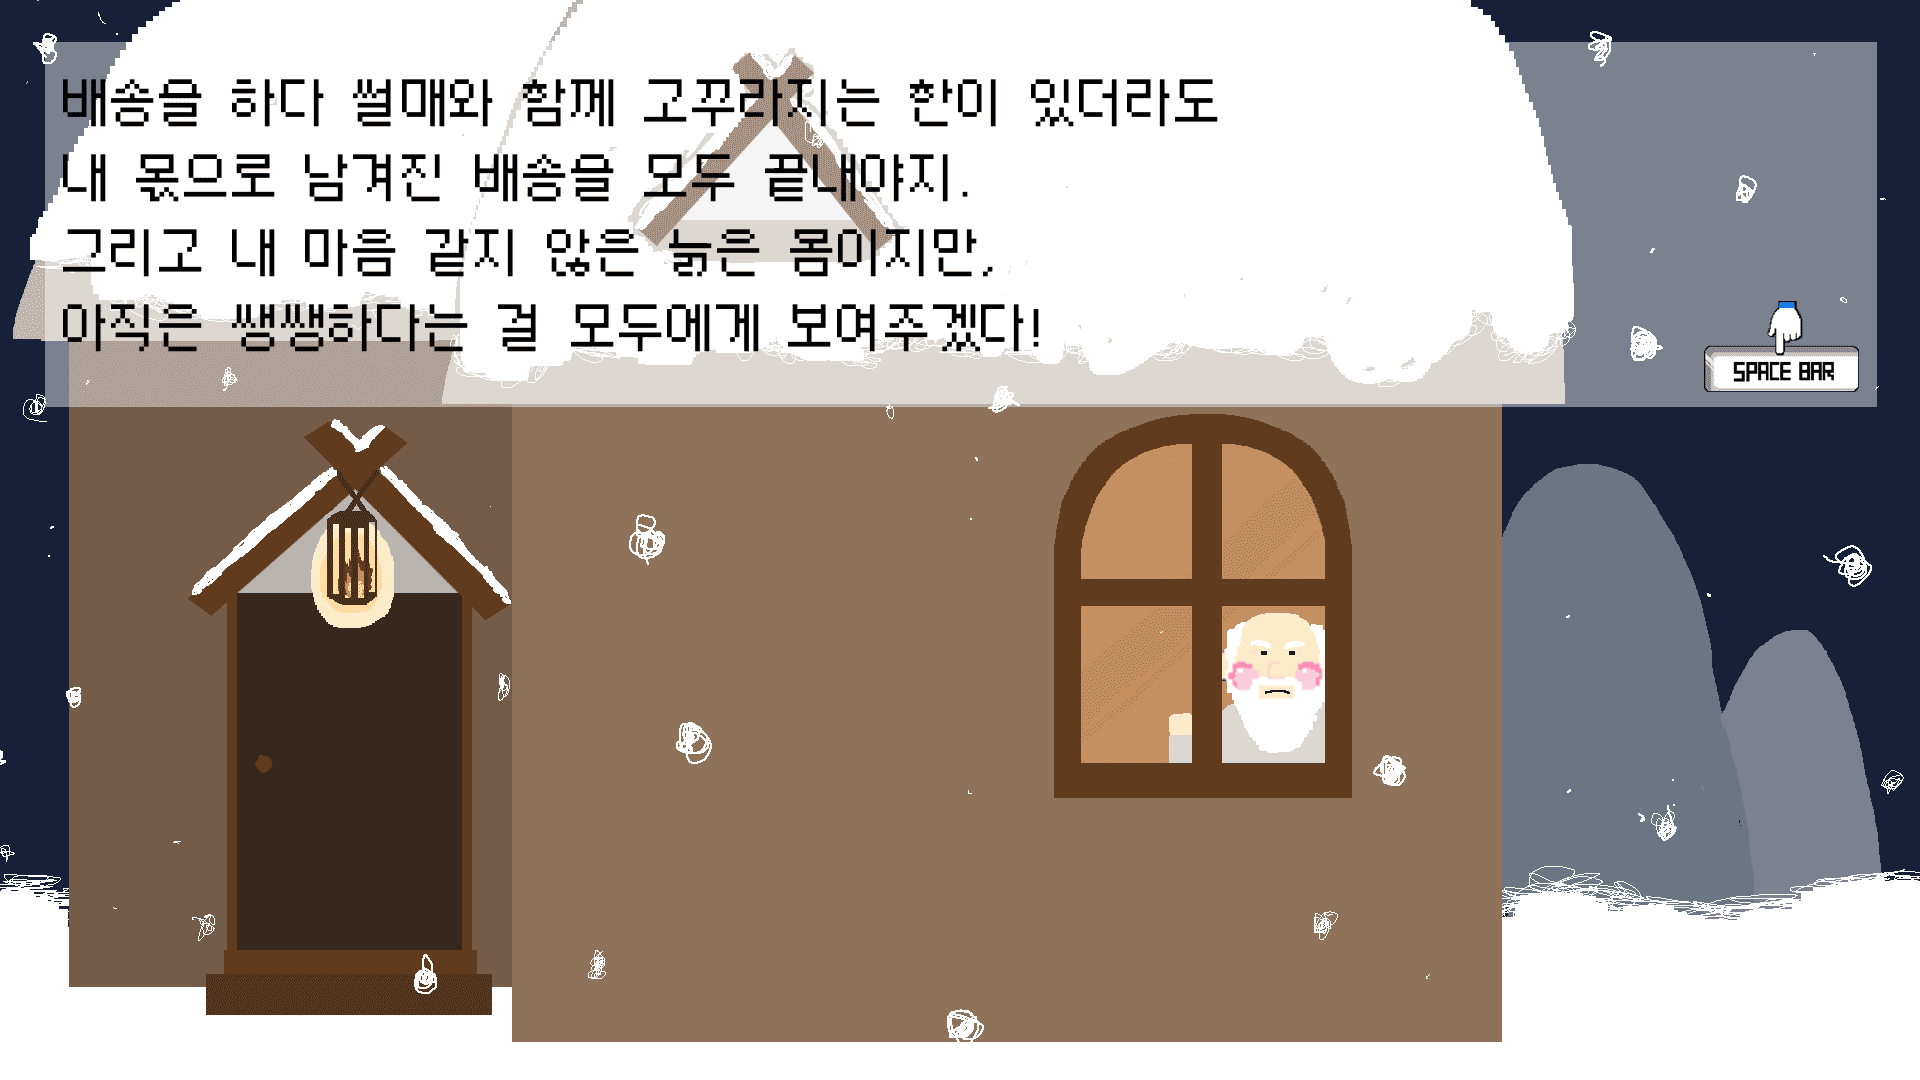 배송을 하다 썰매와 함께 고꾸라지는 한이 있더라도
내 몫으로 남겨진 배송을 모두 끝내야지.
그리고 내 마음 같지 않은 늙은 몸이지만,
아직은 쌩쌩하다는 걸 모두에게 보여주겠다!
SPACE BAR